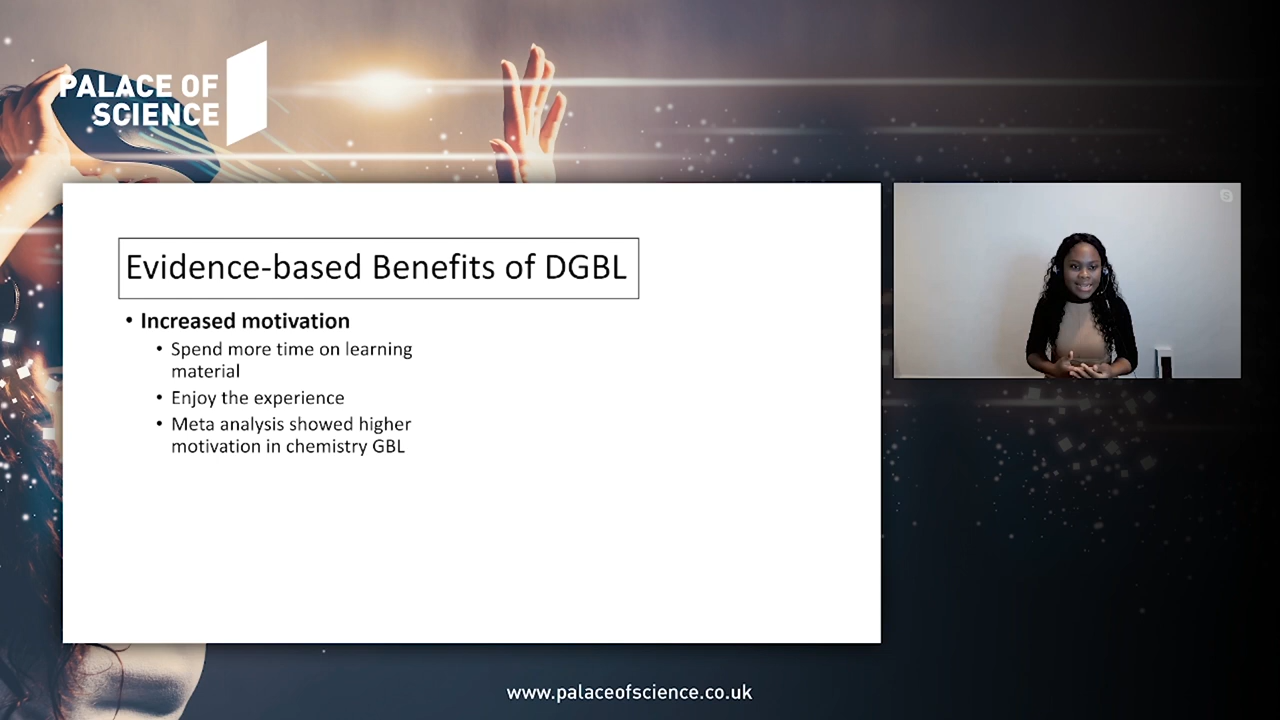 PALACE OF
SCIENCE
Evidence-based Benefits of DGBL
• Increased motivation
• Spend more time on learning
material
• Enjoy the experience
• Meta analysis showed higher
motivation in chemistry GBL
www.palaceofscience.co.uk